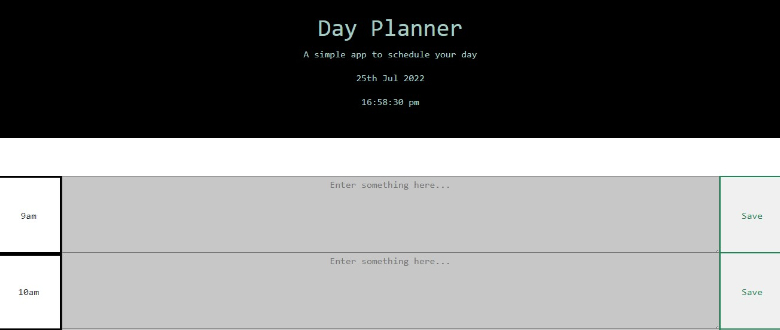 Day Planner
A simple app to schedule your day
25th Jul 2022
16:58:30 pm
9am
Enter something here...
Save
10am
Enter something here...
Save